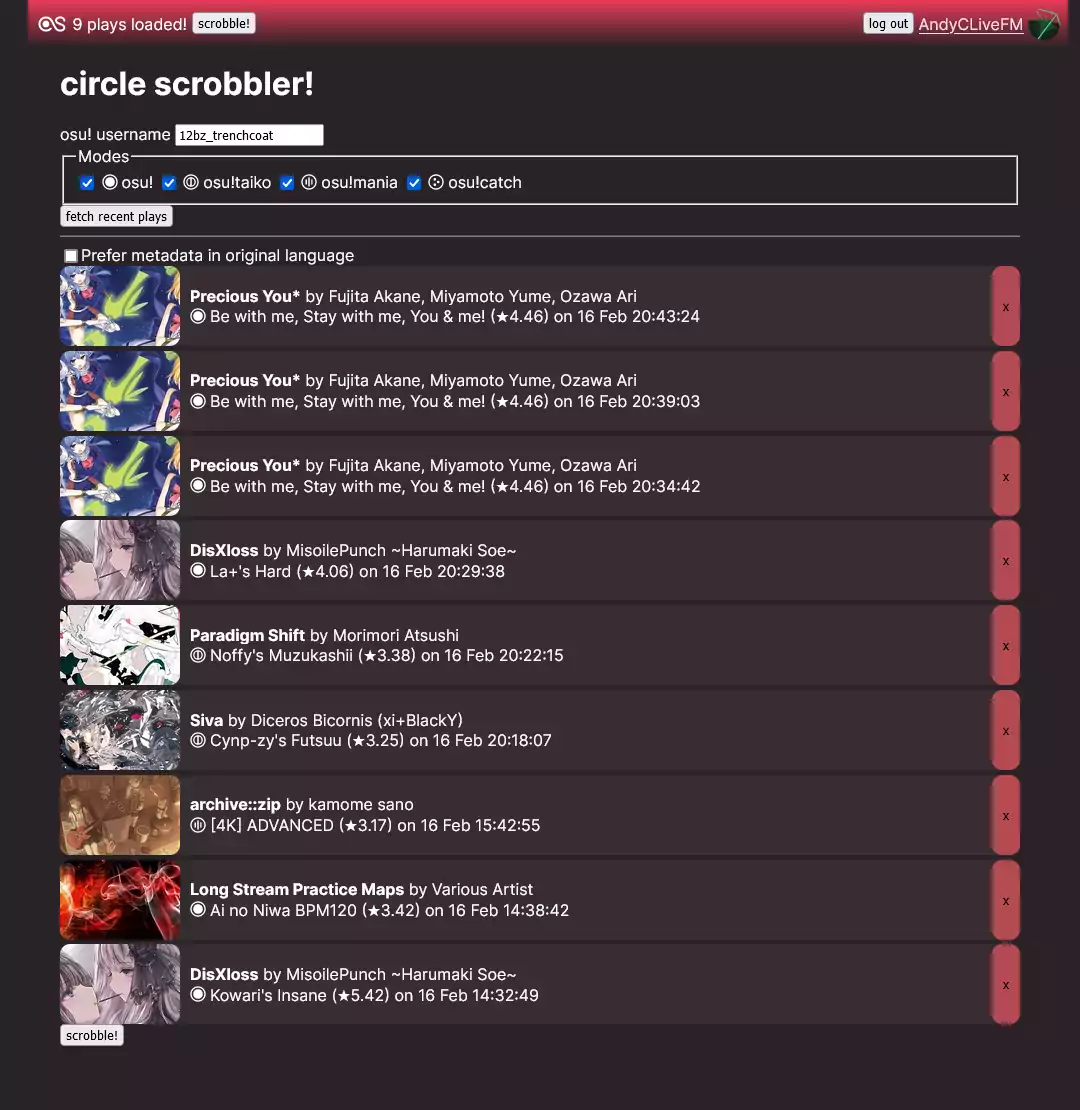 9 plays loaded! scrobble! log out AndyCLiveFM
circle scrobbler!
osu! username 12bz_trenchcoat
Modes
osu! osu!taiko osu!mania osu!catch
fetch recent plays
Prefer metadata in original language
Precious You* by Fujita Akane, Miyamoto Yume, Ozawa Ari
Be with me, Stay with me, You & me! (★4.46) on 16 Feb 20:43:24
x
Precious You* by Fujita Akane, Miyamoto Yume, Ozawa Ari
Be with me, Stay with me, You & me! (★4.46) on 16 Feb 20:39:03
x
Precious You* by Fujita Akane, Miyamoto Yume, Ozawa Ari
Be with me, Stay with me, You & me! (★4.46) on 16 Feb 20:34:42
x
DisXloss by MisoilePunch ~Harumaki Soe~
La+'s Hard (★4.06) on 16 Feb 20:29:38
x
Paradigm Shift by Morimori Atsushi
Noffy's Muzukashii (★3.38) on 16 Feb 20:22:15
x
Siva by Diceros Bicornis (xi+BlackY)
Cynp-zy's Futsuu (★3.25) on 16 Feb 20:18:07
x
archive::zip by kamome sano
[4K] ADVANCED (★3.17) on 16 Feb 15:42:55
x
Long Stream Practice Maps by Various Artist
Ai no Niwa BPM120 (★3.42) on 16 Feb 14:38:42
x
DisXloss by MisoilePunch ~Harumaki Soe~
Kowari's Insane (★5.42) on 16 Feb 14:32:49
x
scrobble!